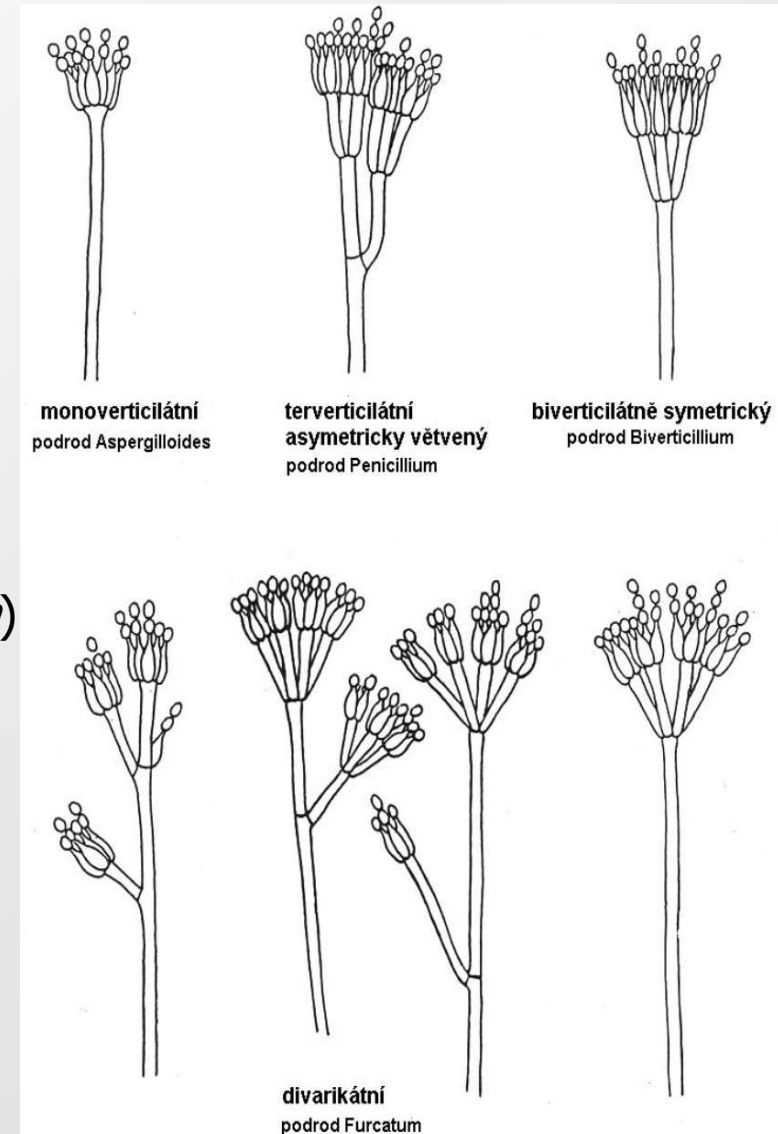 monoverticilátní
podrod Aspergilloides
terverticilátní
asymetricky větvený
podrod Penicillium
biverticilátně symetrický
podrod Biverticillium
)
divarikátní
podrod Furcatum